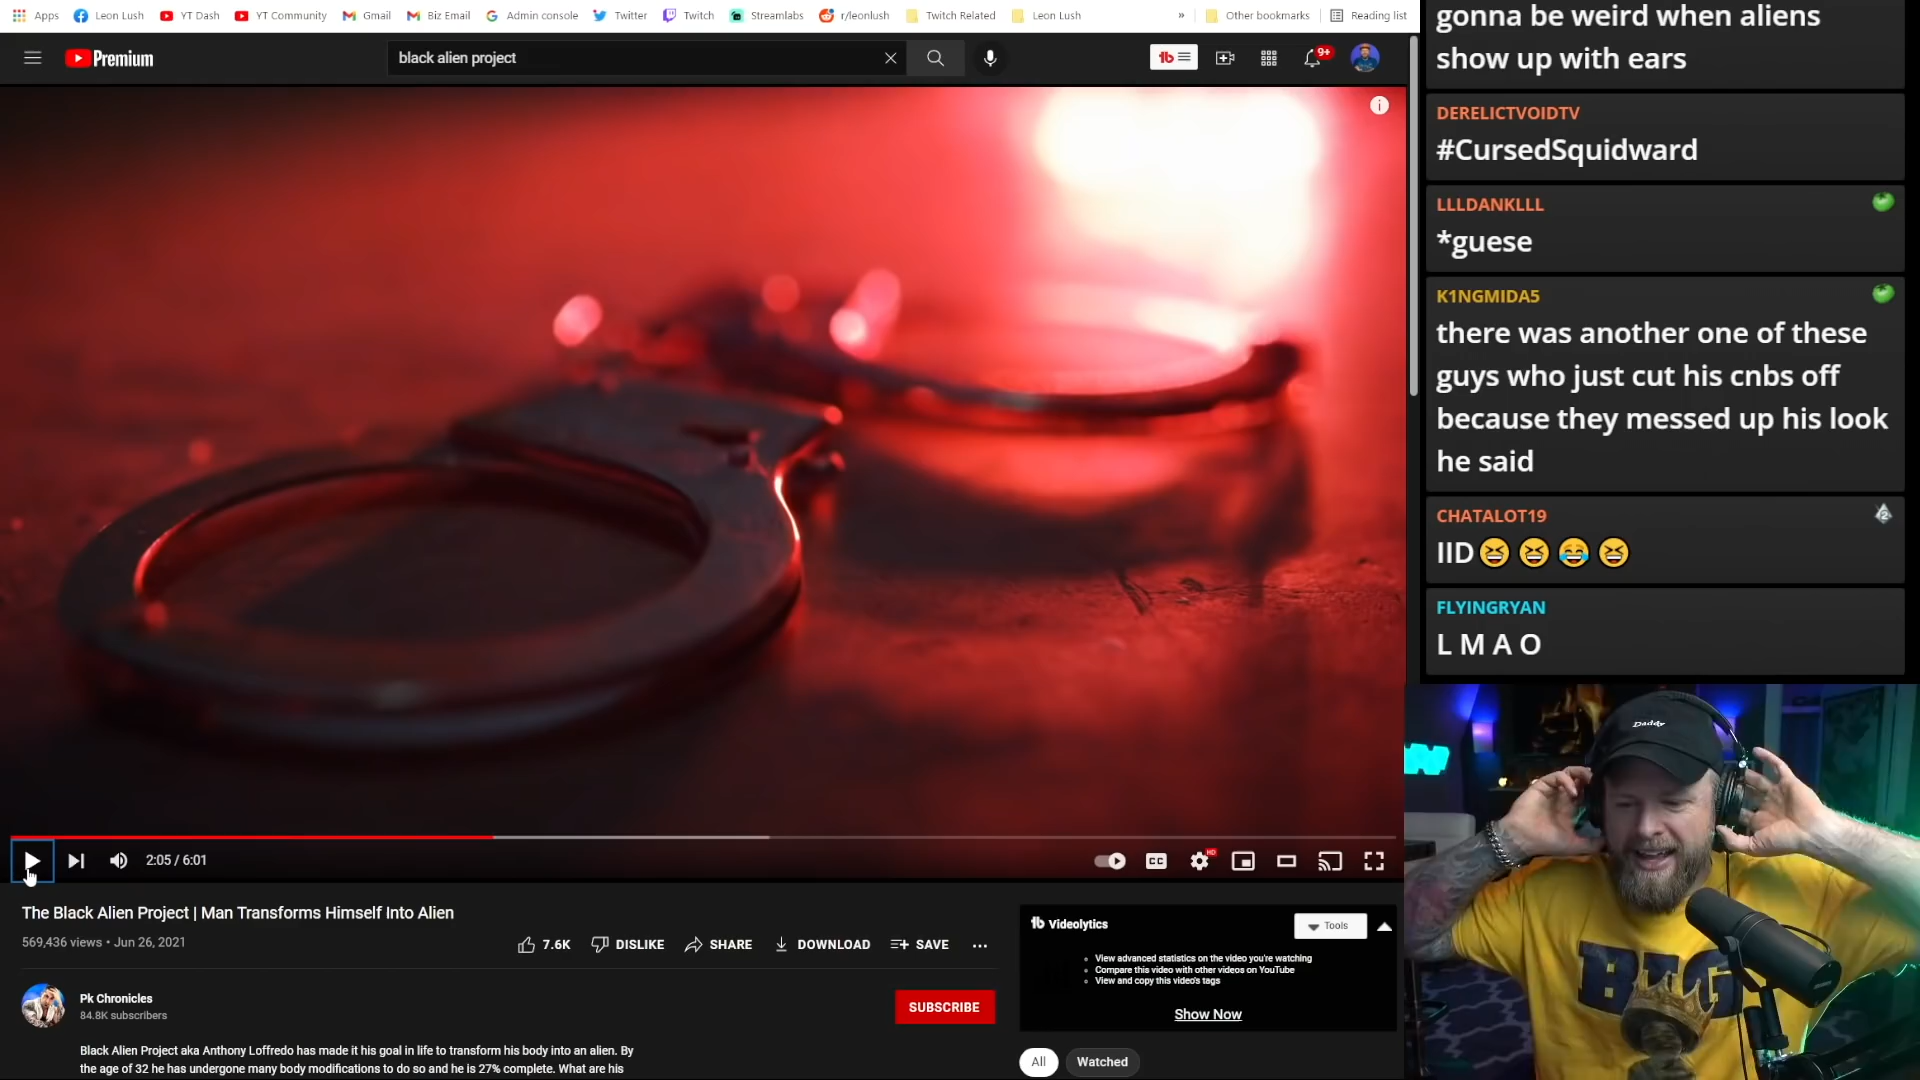 Apps
Leon Lush
YT Dash
YT Community
Gmail
Biz Email
Admin console
Twitter
Twitch
Streamlabs
r/leonlush
Twitch Related
Leon Lush
»
Other bookmarks
Reading list
Premium
black alien project
tb
9+
gonna be weird when aliens
show up with ears
DERELICTVOIDTV
#CursedSquidward
LLLDANKLLL
*guese
K1NGMIDA5
there was another one of these
guys who just cut his cnbs off
because they messed up his look
he said
CHATALOT19
IID😆😆😂😆
FLYINGRYAN
L M A O
Daddy
BIG
2:05 / 6:01
CC
HD
The Black Alien Project | Man Transforms Himself Into Alien
569,436 views • Jun 26, 2021
7.6K
DISLIKE
SHARE
DOWNLOAD
SAVE
...
Pk Chronicles
84.8K subscribers
SUBSCRIBE
Black Alien Project aka Anthony Loffredo has made it his goal in life to transform his body into an alien. By
the age of 32 he has undergone many body modifications to do so and he is 27% complete. What are his
tb Videolytics
Tools
View advanced statistics on the video you're watching
Compare this video with other videos on YouTube
View and copy this video's tags
Show Now
All
Watched